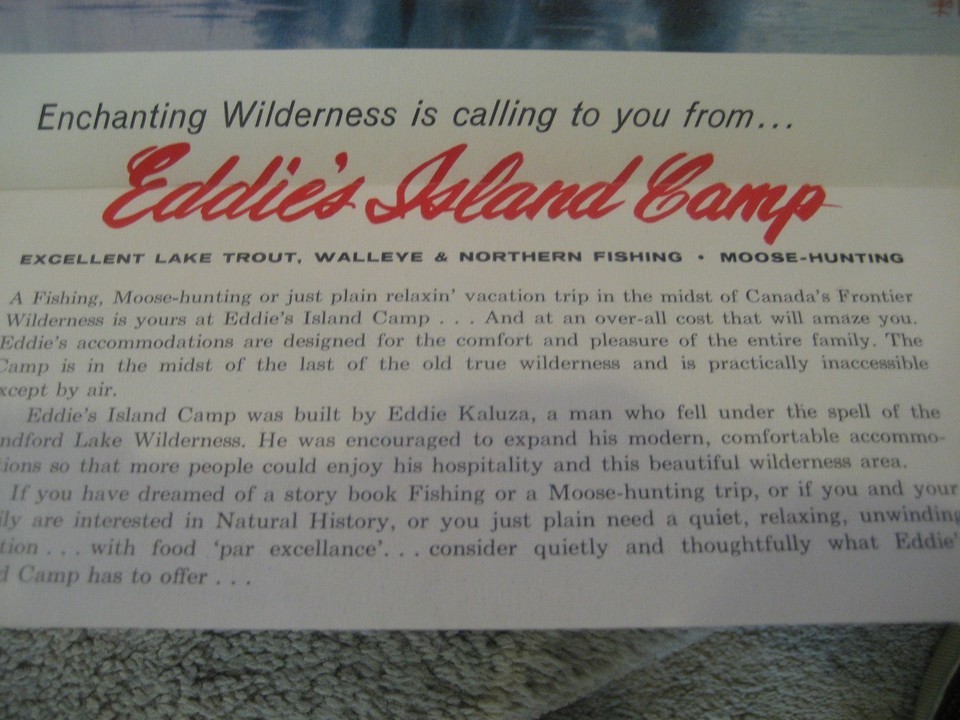 Enchanting Wilderness is calling to you from...
Eddie's Island Camp
EXCELLENT LAKE TROUT, WALLEYE & NORTHERN FISHING • MOOSE-HUNTING
A Fishing, Moose-hunting or just plain relaxin' vacation trip in the midst of Canada's Frontier
Wilderness is yours at Eddie's Island Camp . . . And at an over-all cost that will amaze you.
Eddie's accommodations are designed for the comfort and pleasure of the entire family. The
Camp is in the midst of the last of the old true wilderness and is practically inaccessible
xcept by air.
Eddie's Island Camp was built by Eddie Kaluza, a man who fell under the spell of the
ndford Lake Wilderness. He was encouraged to expand his modern, comfortable accommo-
tions so that more people could enjoy his hospitality and this beautiful wilderness area.
If you have dreamed of a story book Fishing or a Moose-hunting trip, or if you and your
ily are interested in Natural History, or you just plain need a quiet, relaxing, unwinding
tion . . . with food 'par excellance'. . . consider quietly and thoughtfully what Eddie'
d Camp has to offer . . .